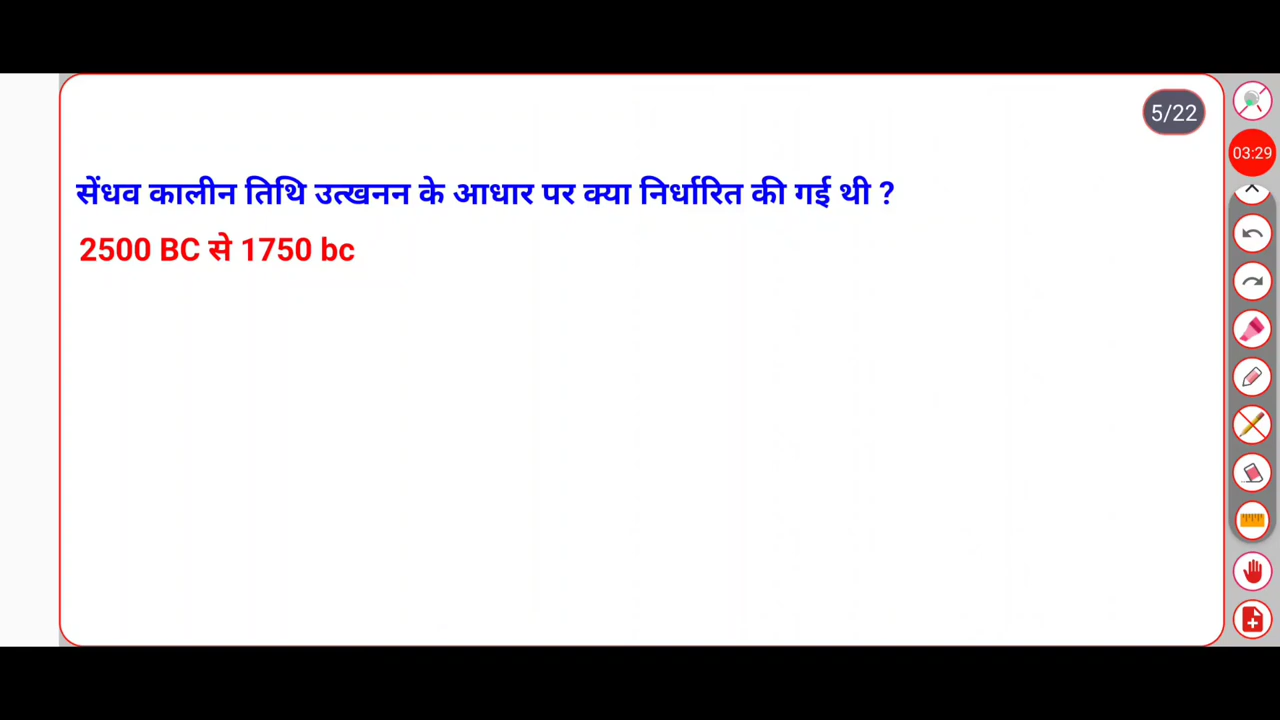 5/22
03:29
सेंधव कालीन तिथि उत्खनन के आधार पर क्या निर्धारित की गई थी ?
2500 BC से 1750 bc